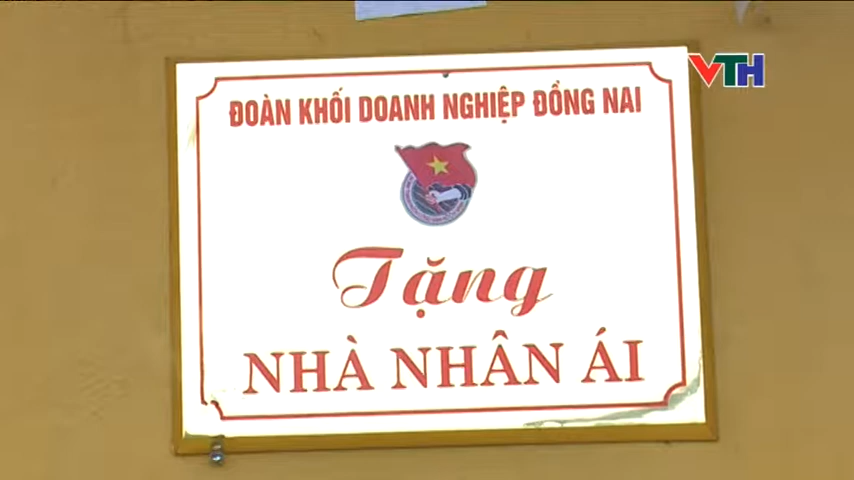 VTH
ĐOÀN KHỐI DOANH NGHIỆP ĐỒNG NAI
Tặng
NHÀ NHÂN ÁI